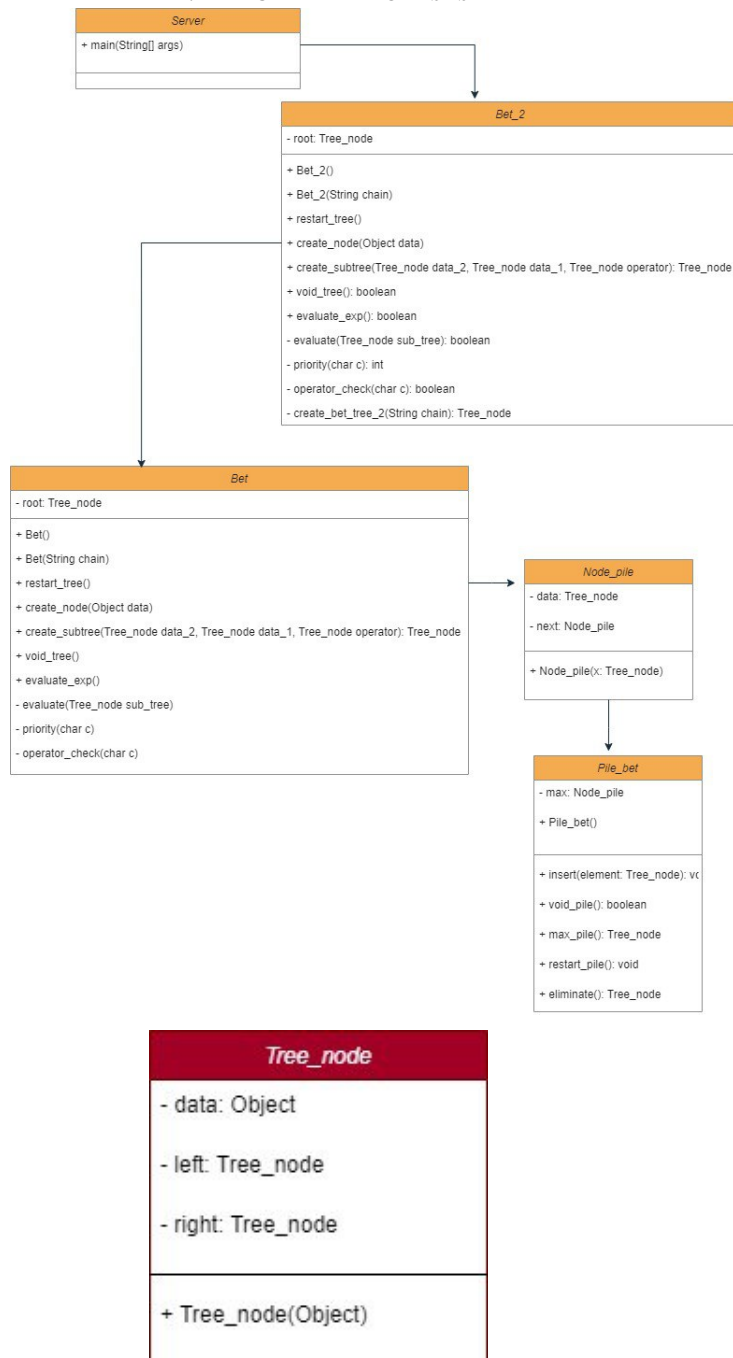 Server
+ main(String[] args)
Bet_2
- root: Tree_node
+ Bet_2()
+ Bet_2(String chain)
+ restart_tree()
+ create_node(Object data)
+ create_subtree(Tree_node data_2, Tree_node data_1, Tree_node operator): Tree_node
+ void_tree(): boolean
+ evaluate_exp(): boolean
- evaluate(Tree_node sub_tree): boolean
- priority(char c): int
- operator_check(char c): boolean
- create_bet_tree_2(String chain): Tree_node
Bet
- root: Tree_node
+ Bet()
+ Bet(String chain)
+ restart_tree()
+ create_node(Object data)
+ create_subtree(Tree_node data_2, Tree_node data_1, Tree_node operator): Tree_node
+ void_tree()
+ evaluate_exp()
- evaluate(Tree_node sub_tree)
- priority(char c)
- operator_check(char c)
Node_pile
- data: Tree_node
- next: Node_pile
+ Node_pile(x: Tree_node)
Pile_bet
- max: Node_pile
+ Pile_bet()
+ insert(element: Tree_node):
+ void_pile(): boolean
+ max_pile(): Tree_node
+ restart_pile(): void
+ eliminate(): Tree_node
Tree_node
- data: Object
- left: Tree_node
- right: Tree_node
+ Tree_node(Object)